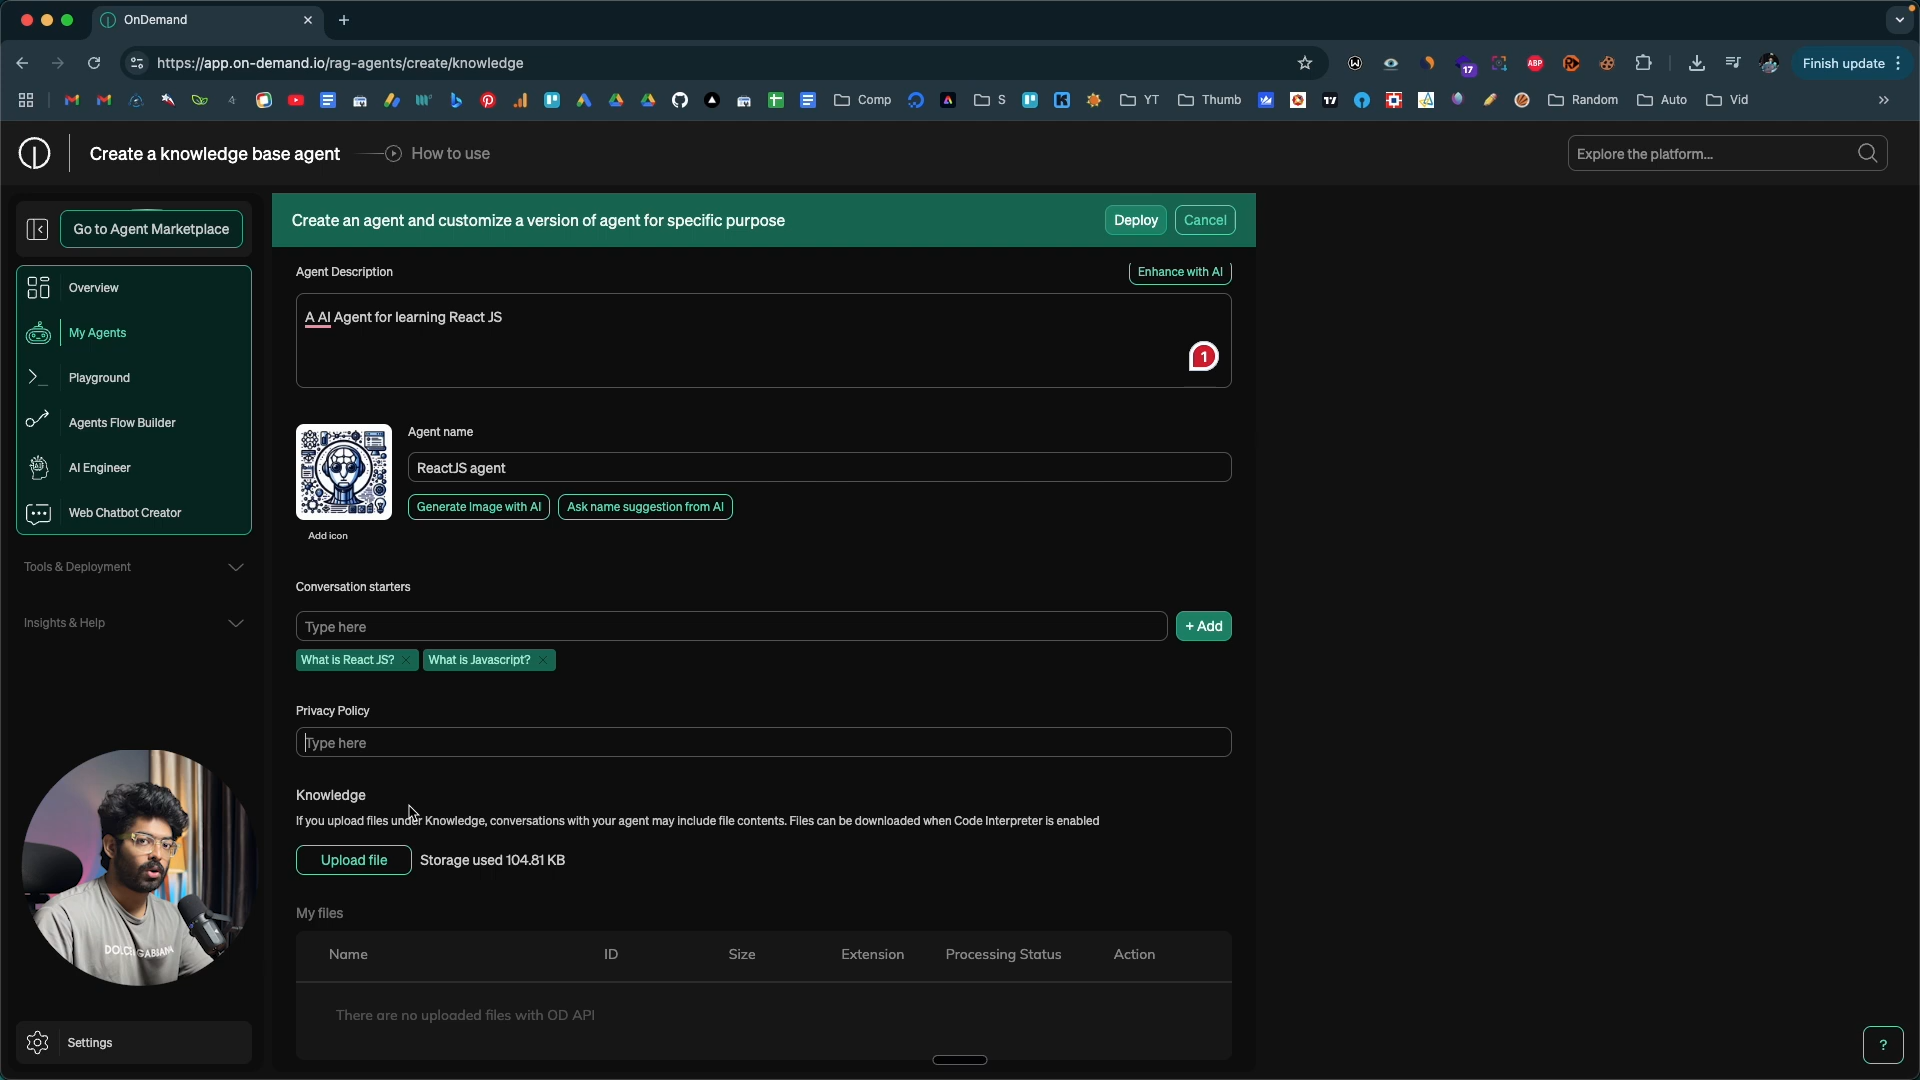 OnDemand
https://app.on-demand.io/rag-agents/create/knowledge
17
ABP
Finish update
Comp
S
YT
Thumb
Random
Auto
Vid
Create a knowledge base agent
How to use
Explore the platform...
Go to Agent Marketplace
Overview
My Agents
Playground
Agents Flow Builder
AI Engineer
Web Chatbot Creator
Tools & Deployment
Insights & Help
Settings
Create an agent and customize a version of agent for specific purpose
Deploy
Cancel
Agent Description
Enhance with AI
A AI Agent for learning React JS
1
Agent name
ReactJS agent
Generate Image with AI
Ask name suggestion from AI
Add icon
Conversation starters
Type here
+ Add
What is React JS?
What is Javascript?
Privacy Policy
Type here
Knowledge
If you upload files under Knowledge, conversations with your agent may include file contents. Files can be downloaded when Code Interpreter is enabled
Upload file
Storage used 104.81 KB
My files
Name ID Size Extension Processing Status Action
There are no uploaded files with OD API
?